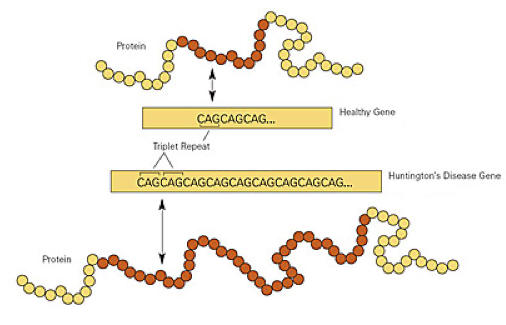 Protein
Healthy Gene
CAGCAGCAG...
Triplet Repeat
Huntington's Disease Gene
CAGCAGCAGCAGCAGCAGCAGCAGCAG...
Protein